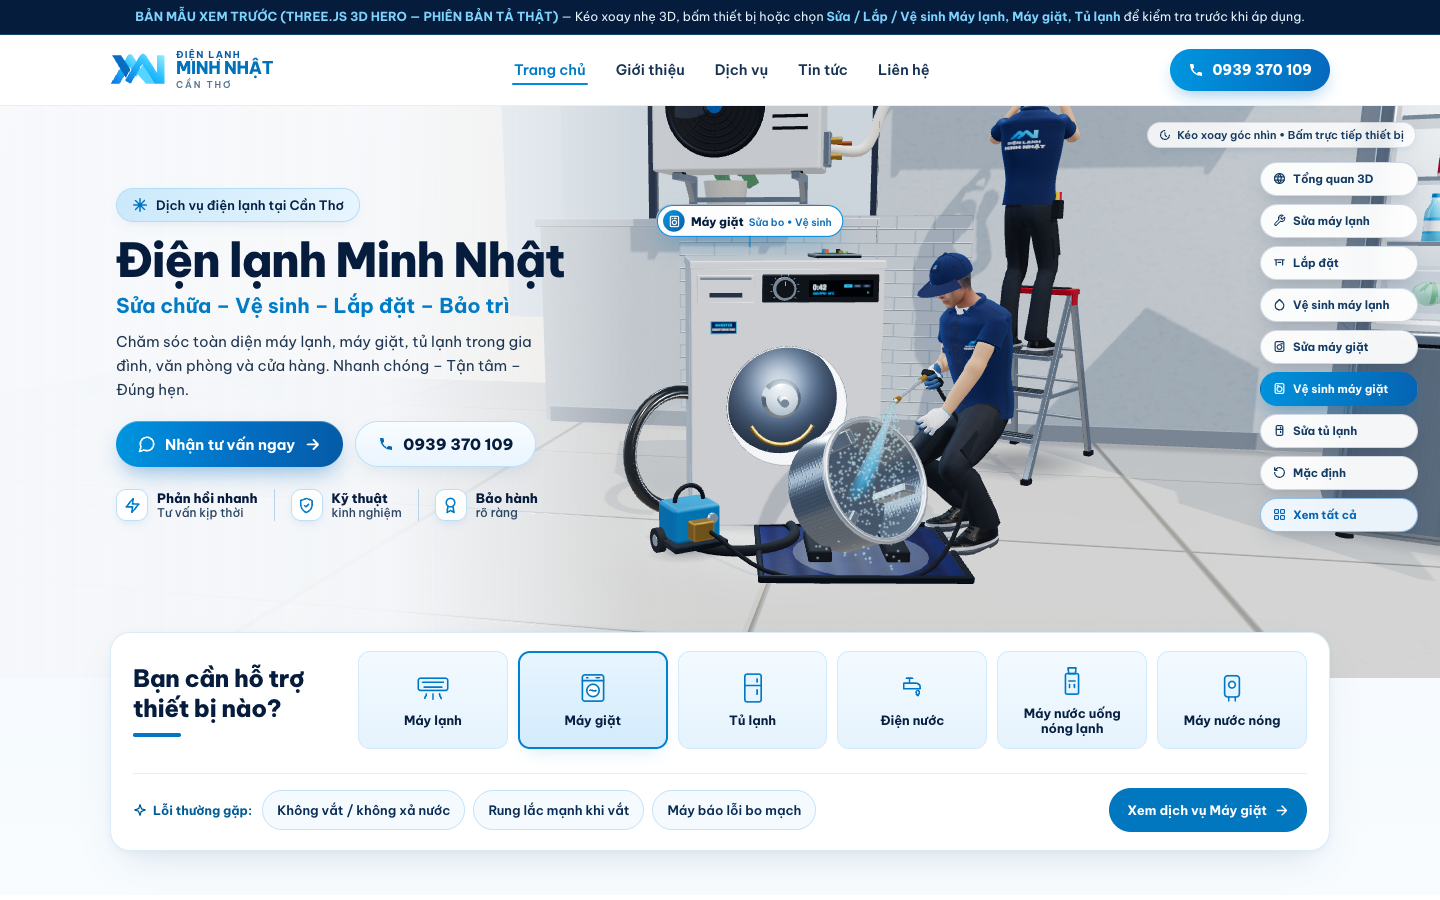 BẢN MẪU XEM TRƯỚC (THREE.JS 3D HERO — PHIÊN BẢN TẢ THẬT) — Kéo xoay nhẹ 3D, bấm thiết bị hoặc chọn Sửa / Lắp / Vệ sinh Máy lạnh, Máy giặt, Tủ lạnh để kiểm tra trước khi áp dụng.
ĐIỆN LẠNH
MINH NHẬT
CẦN THƠ
Trang chủ
Giới thiệu
Dịch vụ
Tin tức
Liên hệ
0939 370 109
Kéo xoay góc nhìn • Bấm trực tiếp thiết bị
ĐIỆN LẠNH
MINH NHẬT
Dịch vụ điện lạnh tại Cần Thơ
Điện lạnh Minh Nhật
Sửa chữa – Vệ sinh – Lắp đặt – Bảo trì
Chăm sóc toàn diện máy lạnh, máy giặt, tủ lạnh trong gia
đình, văn phòng và cửa hàng. Nhanh chóng – Tận tâm –
Đúng hẹn.
Nhận tư vấn ngay
0939 370 109
Phản hồi nhanh
Tư vấn kịp thời
Kỹ thuật
kinh nghiệm
Bảo hành
rõ ràng
Máy giặt Sửa bo • Vệ sinh
0:42
Tổng quan 3D
Sửa máy lạnh
Lắp đặt
Vệ sinh máy lạnh
Sửa máy giặt
Vệ sinh máy giặt
Sửa tủ lạnh
Mặc định
Xem tất cả
Bạn cần hỗ trợ
thiết bị nào?
Máy lạnh
Máy giặt
Tủ lạnh
Điện nước
Máy nước uống
nóng lạnh
Máy nước nóng
Lỗi thường gặp:
Không vắt / không xả nước
Rung lắc mạnh khi vắt
Máy báo lỗi bo mạch
Xem dịch vụ Máy giặt